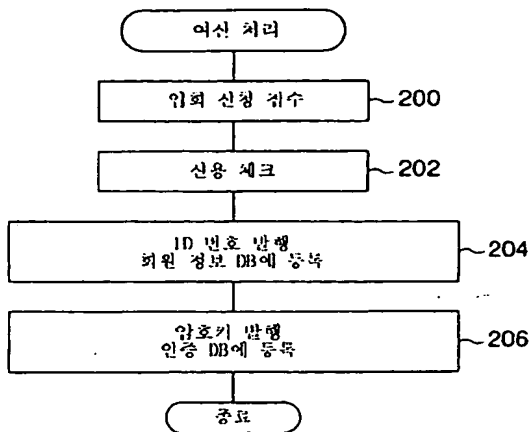 여신 처리
입회 신청 접수
200
신용 체크
202
ID 번호 발행
회원 정보 DB에 등록
204
암호키 발행
인증 DB에 등록
206
종료